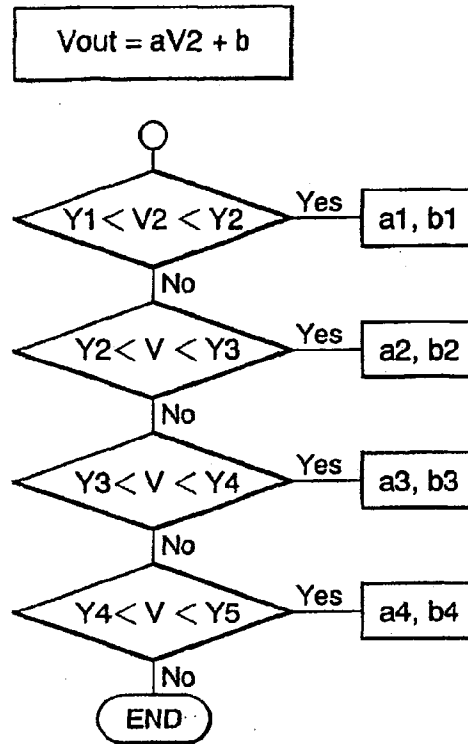 Vout = aV2 + b
Y1 < V2 < Y2
Yes
a1, b1
No
Y2 < V < Y3
Yes
a2, b2
No
Y3 < V < Y4
Yes
a3, b3
No
Y4 < V < Y5
Yes
a4, b4
No
END